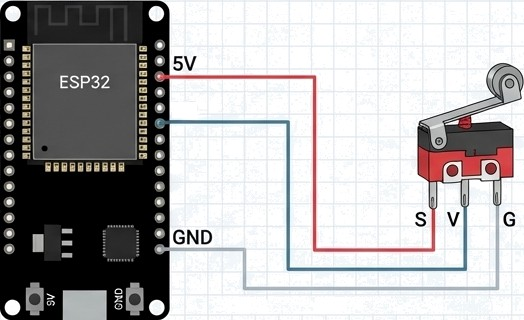 5V
ESP32
GND
S V G
5V GND